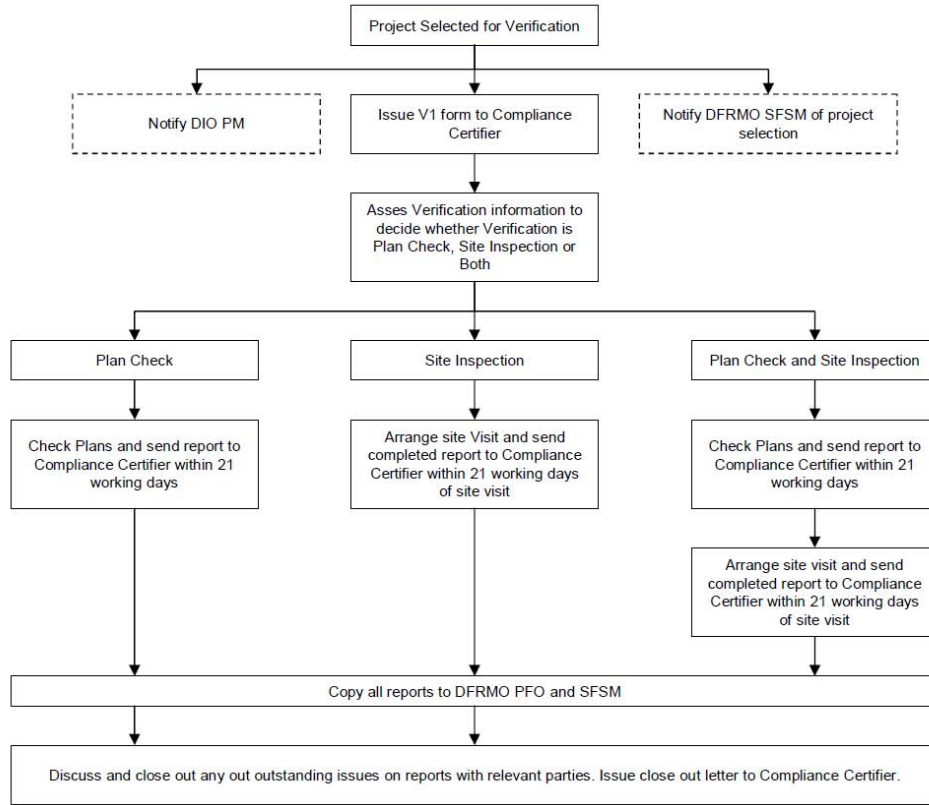 Project Selected for Verification
Notify DIO PM
Issue V1 form to Compliance
Certifier
Notify DFRMO SFSM of project
selection
Asses Verification information to
decide whether Verification is
Plan Check, Site Inspection or
Both
Plan Check
Site Inspection
Plan Check and Site Inspection
Check Plans and send report to
Compliance Certifier within 21
working days
Arrange site Visit and send
completed report to Compliance
Certifier within 21 working days
of site visit
Check Plans and send report to
Compliance Certifier within 21
working days
Arrange site visit and send
completed report to Compliance
Certifier within 21 working days
of site visit
Copy all reports to DFRMO PFO and SFSM
Discuss and close out any out outstanding issues on reports with relevant parties. Issue close out letter to Compliance Certifier.